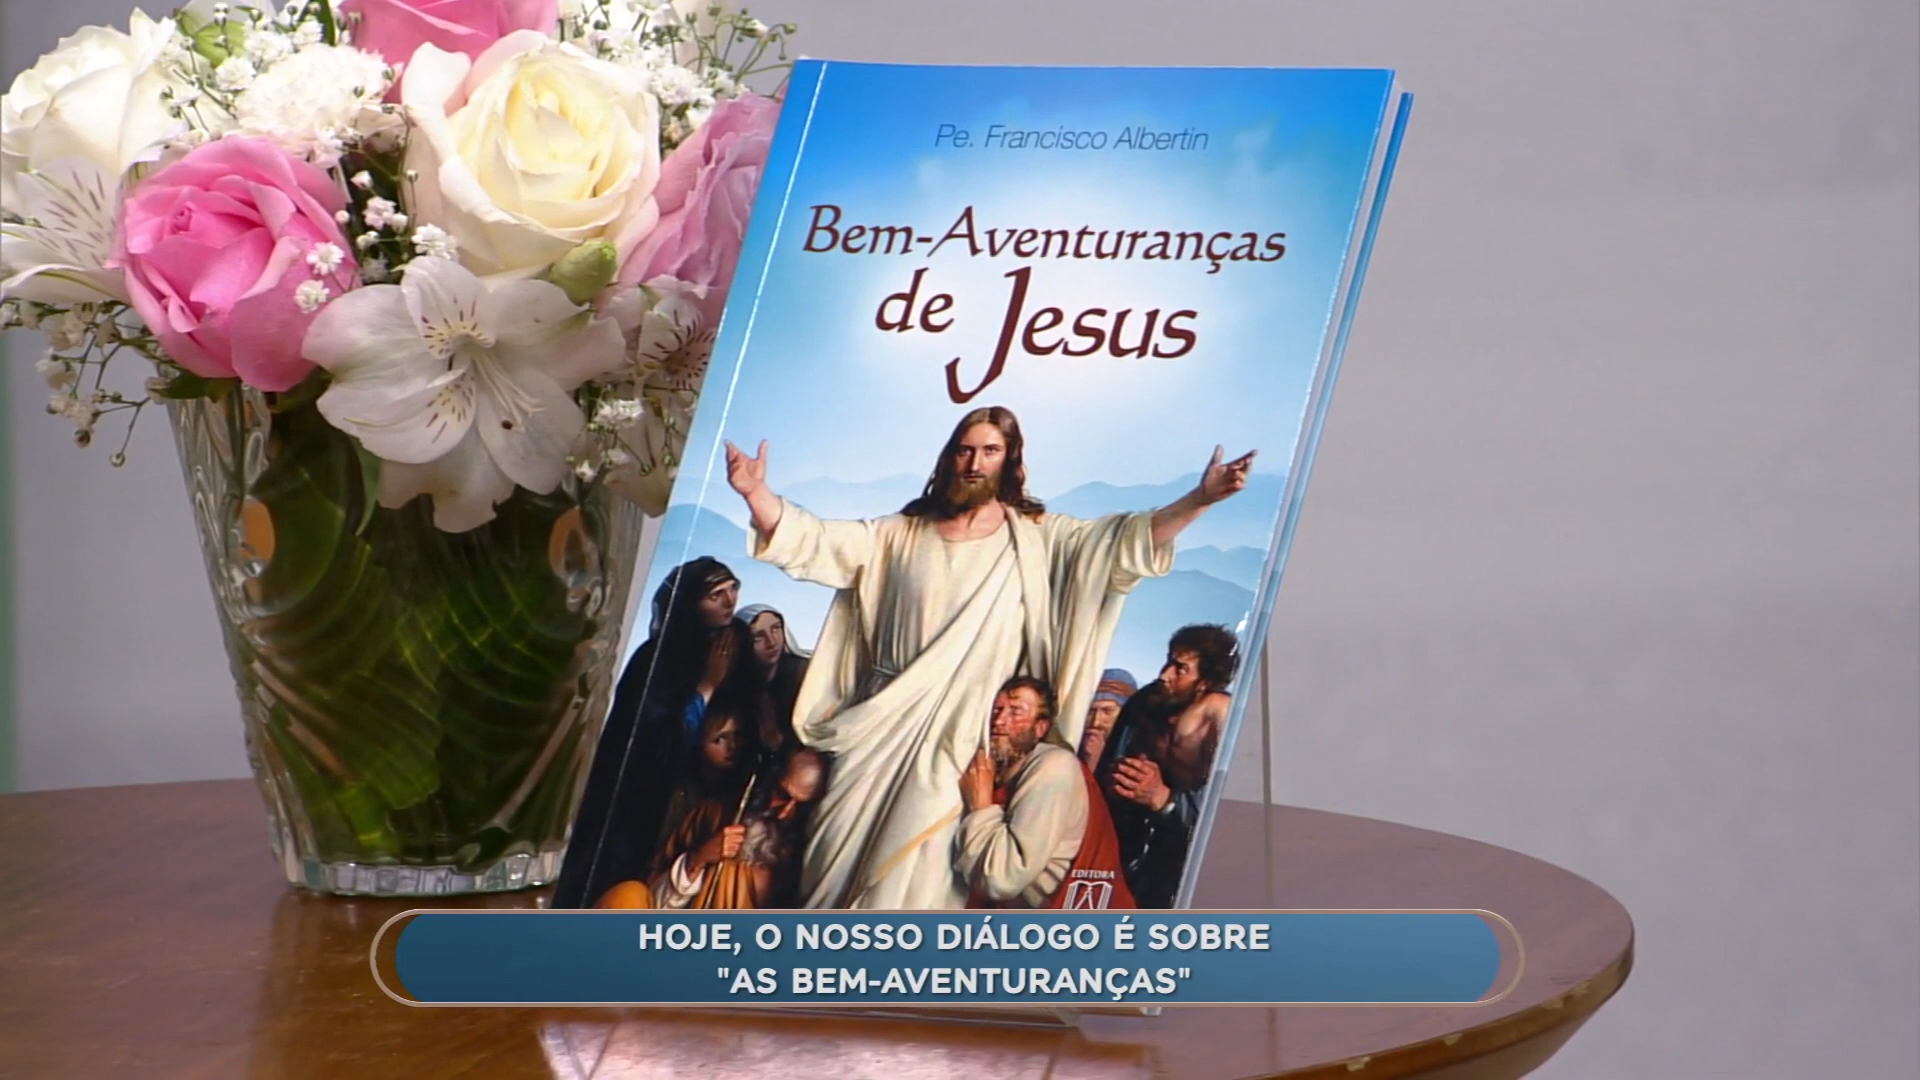 Pe. Francisco Albertin
Bem-Aventuranças
de Jesus
EDITORA
HOJE, O NOSSO DIÁLOGO É SOBRE
"AS BEM-AVENTURANÇAS"